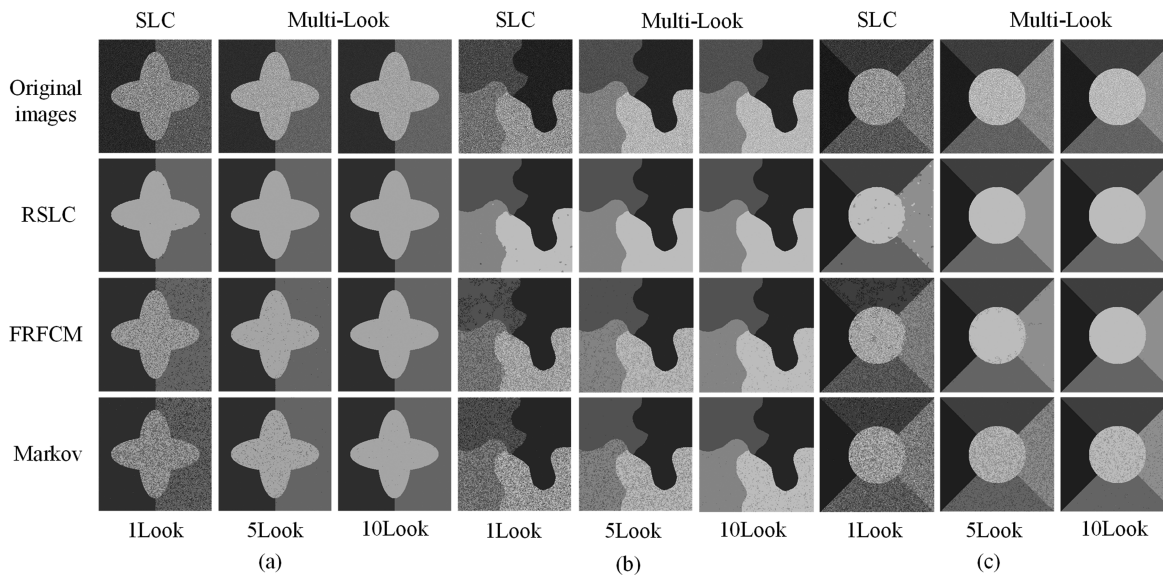 SLC Multi-Look SLC Multi-Look SLC Multi-Look
Original
images
RSLC
FRFCM
Markov
1Look 5Look 10Look 1Look 5Look 10Look 1Look 5Look 10Look
(a) (b) (c)